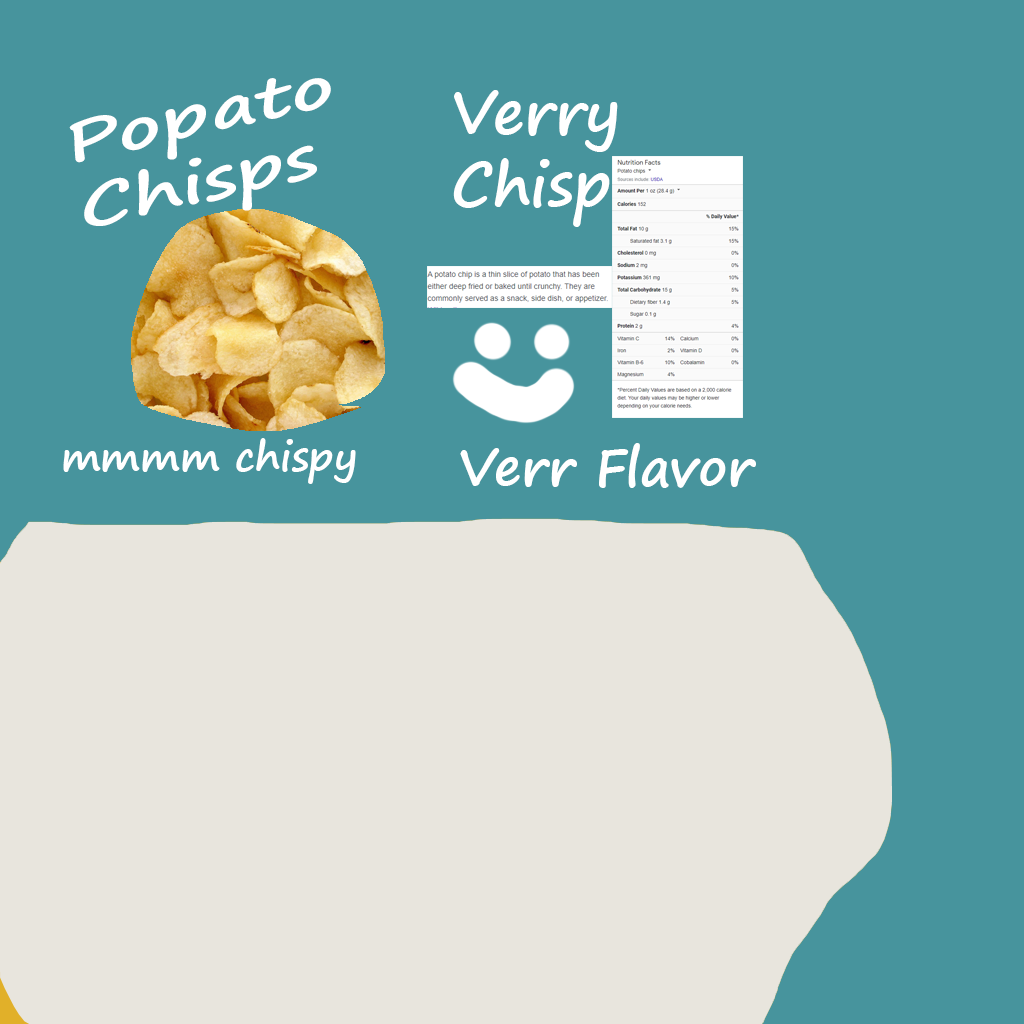 Popato
Chisps
mmmm chispy
Verry
Chisp
A potato chip is a thin slice of potato that has been
either deep fried or baked until crunchy. They are
commonly served as a snack, side dish, or appetizer.
Verr Flavor
Nutrition Facts
Potato chips
Sources include: USDA
Amount Per 1 oz (28.4 g)
Calories 152
% Daily Value*
Total Fat 10 g 15%
Saturated fat 3.1 g 15%
Cholesterol 0 mg 0%
Sodium 2 mg 0%
Potassium 361 mg 10%
Total Carbohydrate 15 g 5%
Dietary fiber 1.4 g 5%
Sugar 0.1 g
Protein 2 g 4%
Vitamin C 14% Calcium 0%
Iron 2% Vitamin D 0%
Vitamin B-6 10% Cobalamin 0%
Magnesium 4%
*Percent Daily Values are based on a 2,000 calorie
diet. Your daily values may be higher or lower
depending on your calorie needs.